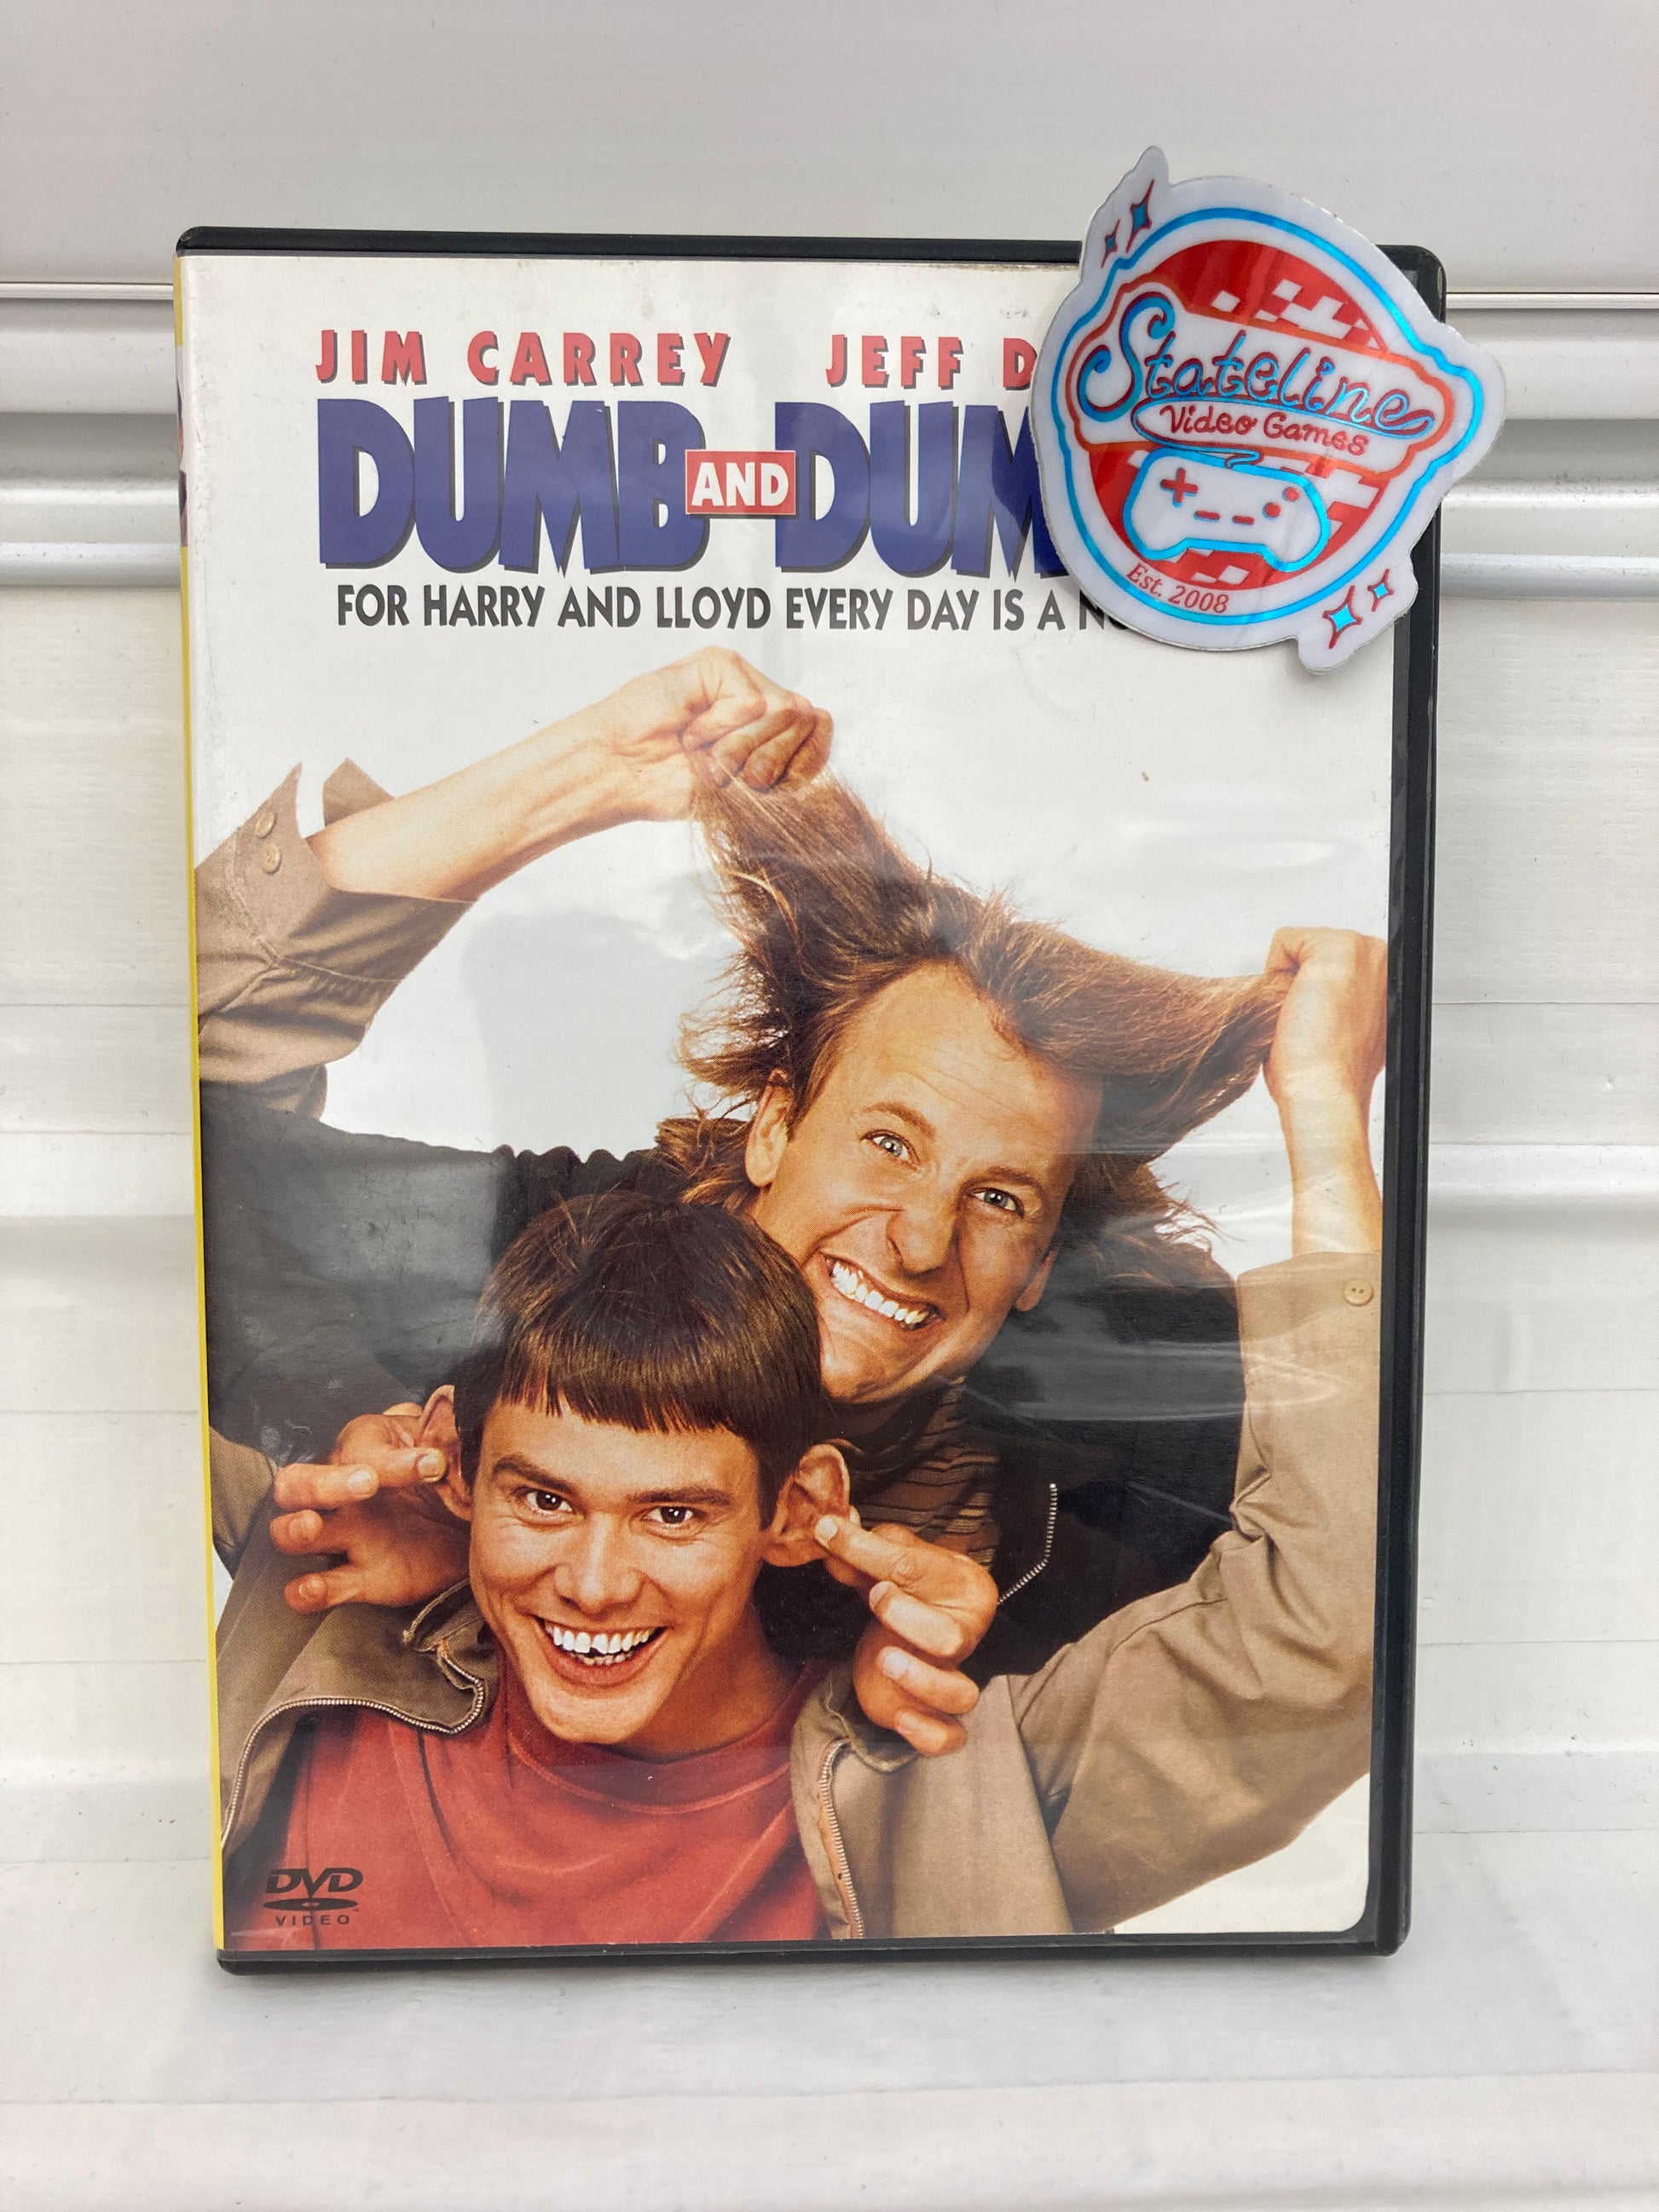 JIM CARREY JEFF D
DUMB AND DUM
FOR HARRY AND LLOYD EVERY DAY IS A
Stateline
Video Games
Est. 2008
DVD
VIDEO